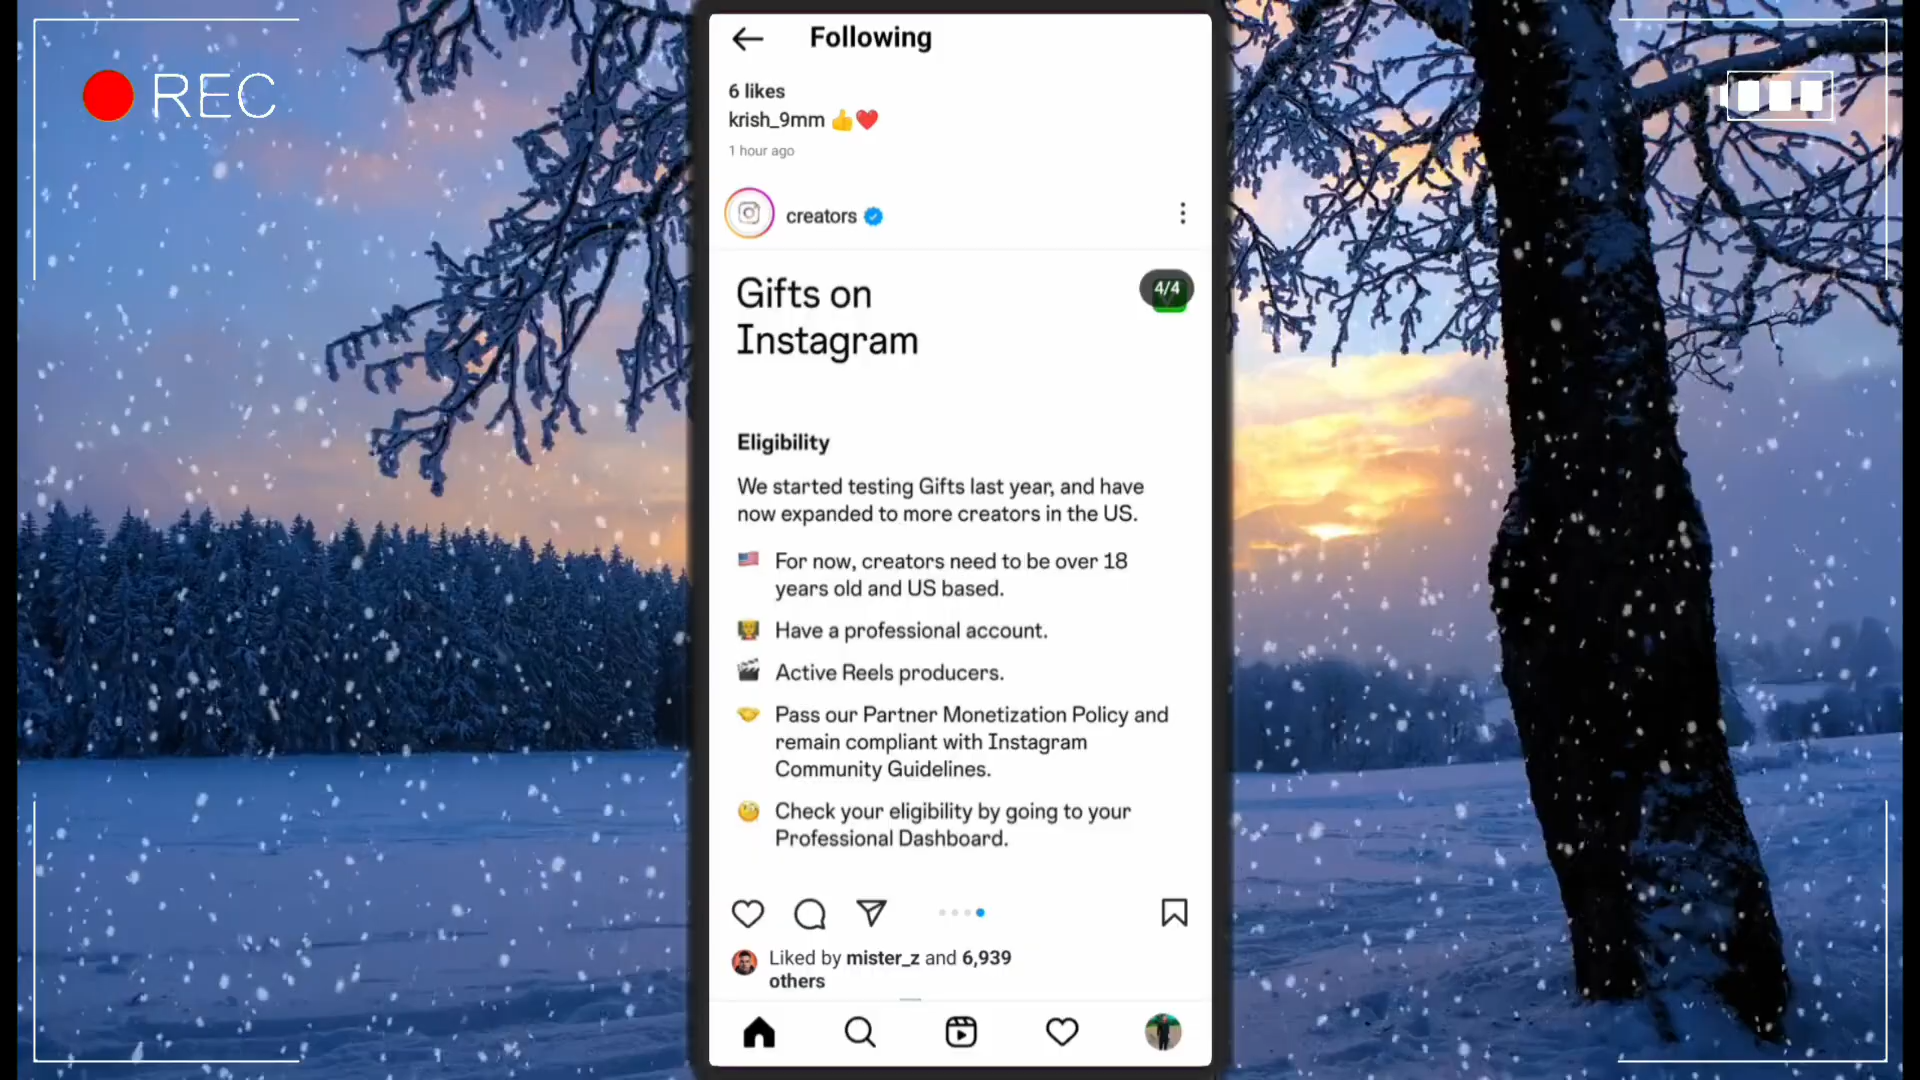 REC
Following
6 likes
krish_9mm 👍❤️
1 hour ago
creators
Gifts on
Instagram
4/4
Eligibility
We started testing Gifts last year, and have
now expanded to more creators in the US.
🇺🇸 For now, creators need to be over 18
years old and US based.
Have a professional account.
🎬 Active Reels producers.
🤝 Pass our Partner Monetization Policy and
remain compliant with Instagram
Community Guidelines.
🧐 Check your eligibility by going to your
Professional Dashboard.
Liked by mister_z and 6,939
others